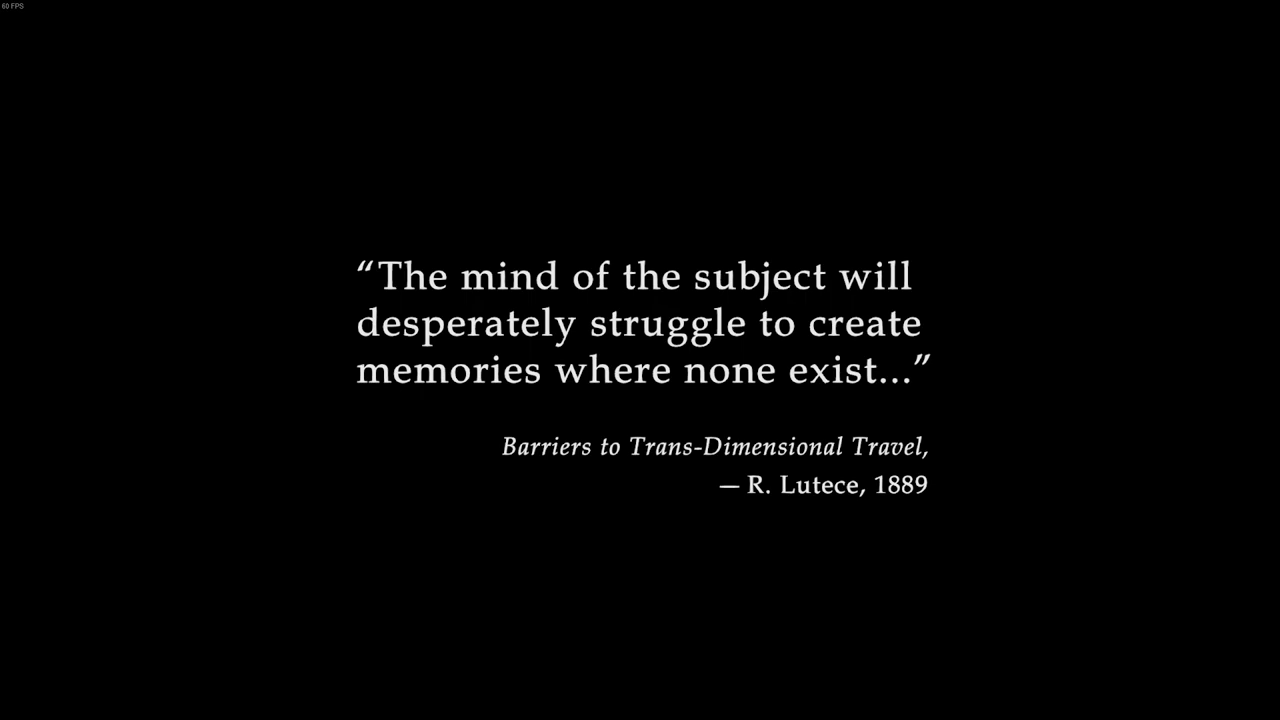 60 FPS
“The mind of the subject will
desperately struggle to create
memories where none exist...”
Barriers to Trans-Dimensional Travel,
— R. Lutece, 1889